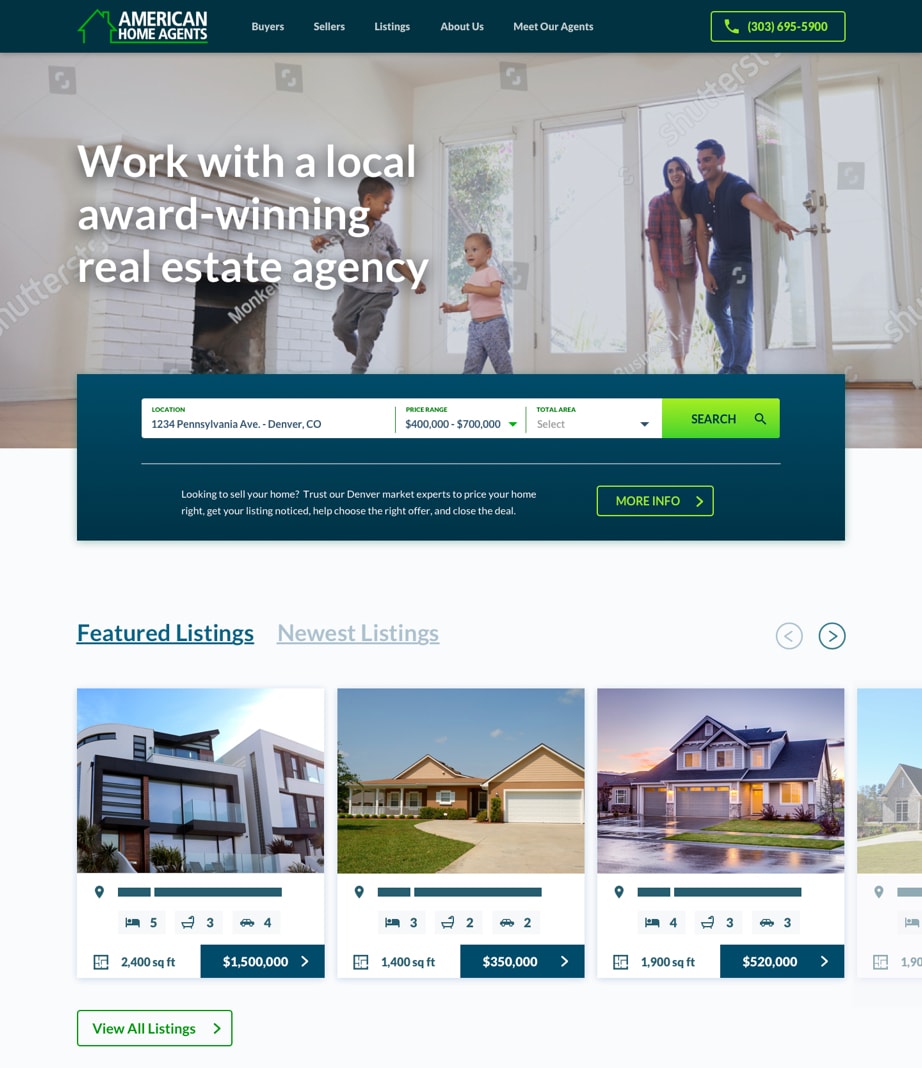 AMERICAN
HOME AGENTS
Buyers
Sellers
Listings
About Us
Meet Our Agents
(303) 695-5900
shutterst
Work with a local
award-winning
real estate agency
shutterst
Monkey
Business
LOCATION
1234 Pennsylvania Ave. - Denver, CO
PRICE RANGE
$400,000 - $700,000
TOTAL AREA
Select
SEARCH
Looking to sell your home? Trust our Denver market experts to price your home
right, get your listing noticed, help choose the right offer, and close the deal.
MORE INFO
Featured Listings
Newest Listings
5
3
4
2,400 sq ft
$1,500,000
3
2
2
1,400 sq ft
$350,000
4
3
3
1,900 sq ft
$520,000
1,90
View All Listings